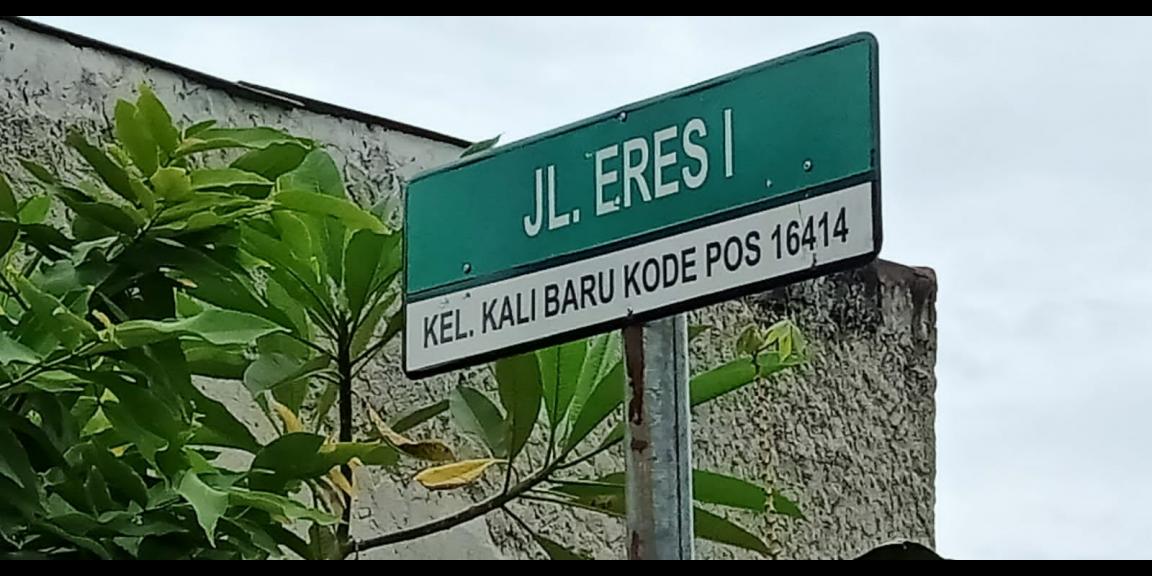 JL. ERES I
KEL. KALI BARU KODE POS 16414